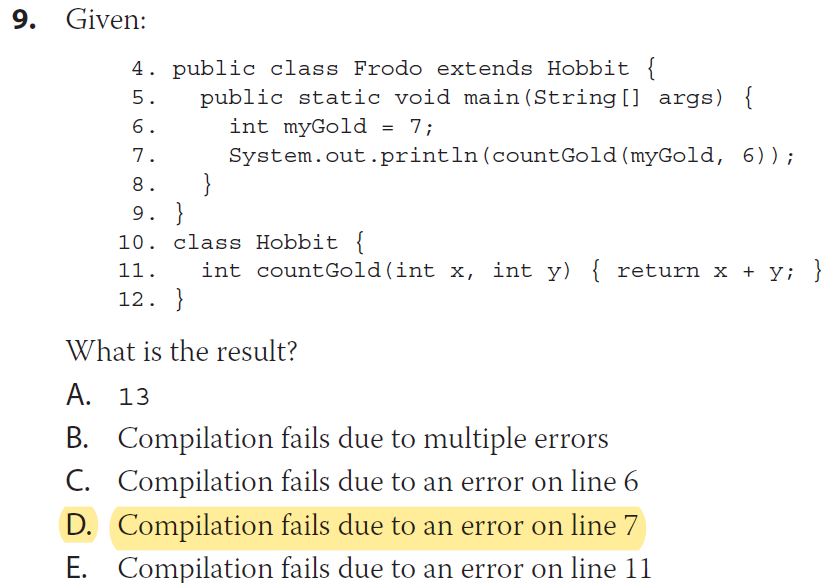 9. Given:
4. public class Frodo extends Hobbit {
5. public static void main(String[] args) {
6. int myGold = 7;
7. System.out.println(countGold(myGold, 6));
8. }
9. }
10. class Hobbit {
11. int countGold(int x, int y) { return x + y; }
12. }
What is the result?
A. 13
B. Compilation fails due to multiple errors
C. Compilation fails due to an error on line 6
D. Compilation fails due to an error on line 7
E. Compilation fails due to an error on line 11